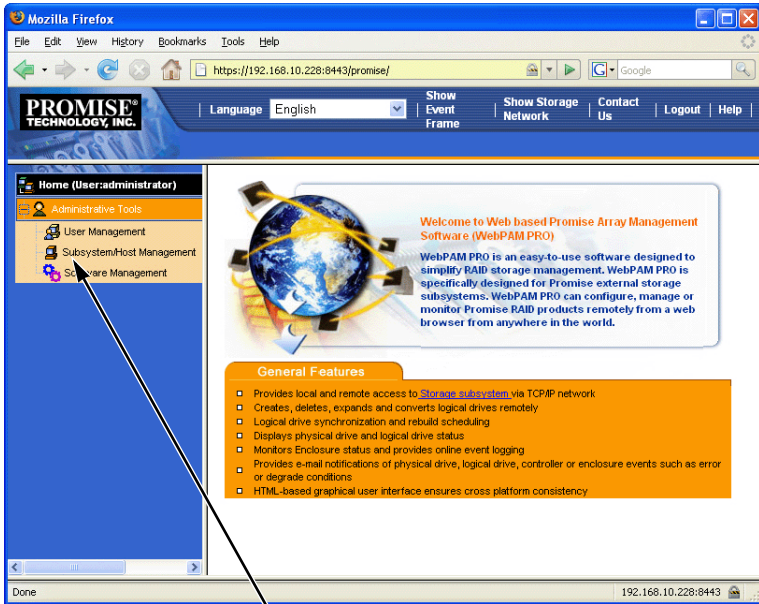 Mozilla Firefox
File Edit View History Bookmarks Tools Help
https://192.168.10.228:8443/promise/
G Google
PROMISE®
TECHNOLOGY, INC.
| Language English | Show Event Frame | Show Storage Network | Contact Us | Logout | Help |
Home (User:administrator)
Administrative Tools
User Management
Subsystem/Host Management
Software Management
Welcome to Web based Promise Array Management
Software (WebPAM PRO)
WebPAM PRO is an easy-to-use software designed to
simplify RAID storage management. WebPAM PRO is
specifically designed for Promise external storage
subsystems. WebPAM PRO can configure, manage or
monitor Promise RAID products remotely from a web
browser from anywhere in the world.
General Features
Provides local and remote access to Storage subsystem via TCP/IP network
Creates, deletes, expands and converts logical drives remotely
Logical drive synchronization and rebuild scheduling
Displays physical drive and logical drive status
Monitors Enclosure status and provides online event logging
Provides e-mail notifications of physical drive, logical drive, controller or enclosure events such as error
or degrade conditions
HTML-based graphical user interface ensures cross platform consistency
Done
192.168.10.228:8443